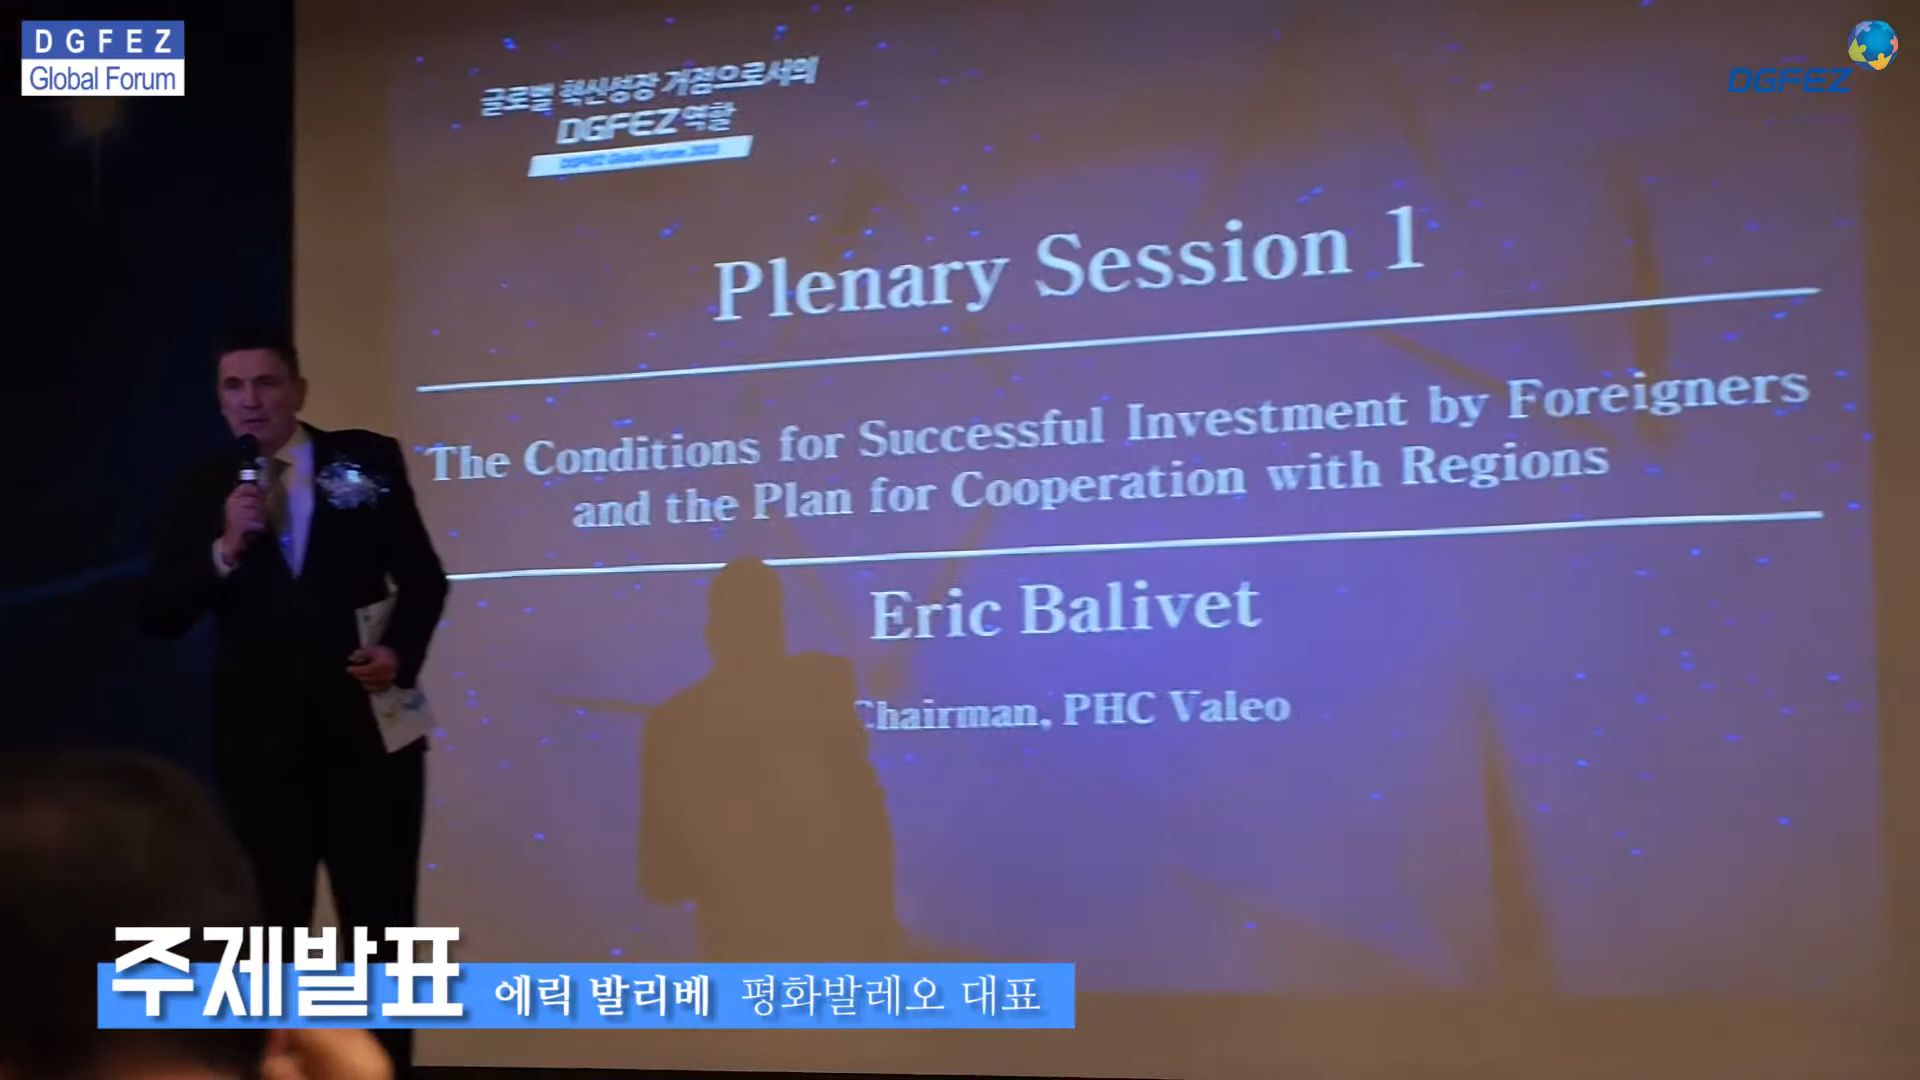 DGFEZ
Global Forum
DGFEZ
글로벌 혁신성장 거점으로서의
DGFEZ 역할
DGFEZ Global Forum
Plenary Session 1
The Conditions for Successful Investment by Foreigners
and the Plan for Cooperation with Regions
Eric Balivet
Chairman, PHC Valeo
주제발표
에릭 발리베 평화발레오 대표